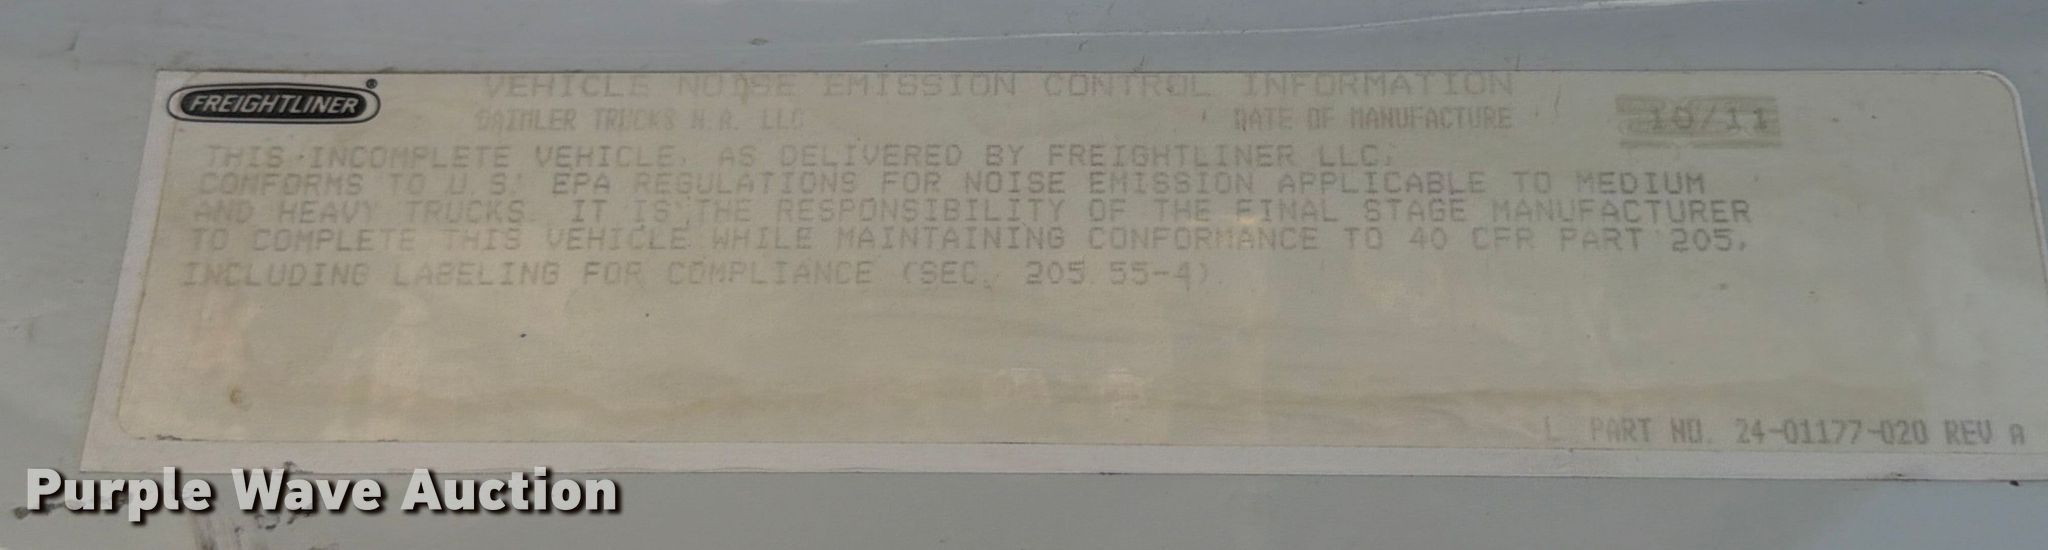 FREIGHTLINER®
VEHICLE NOISE EMISSION CONTROL INFORMATION
DAIMLER TRUCKS N.A. LLC DATE OF MANUFACTURE 10/11
THIS INCOMPLETE VEHICLE, AS DELIVERED BY FREIGHTLINER LLC,
CONFORMS TO U.S. EPA REGULATIONS FOR NOISE EMISSION APPLICABLE TO MEDIUM
AND HEAVY TRUCKS. IT IS THE RESPONSIBILITY OF THE FINAL STAGE MANUFACTURER
TO COMPLETE THIS VEHICLE WHILE MAINTAINING CONFORMANCE TO 40 CFR PART 205,
INCLUDING LABELING FOR COMPLIANCE (SEC. 205.55-4).
L PART NO. 24-01177-020 REV A
Purple Wave Auction